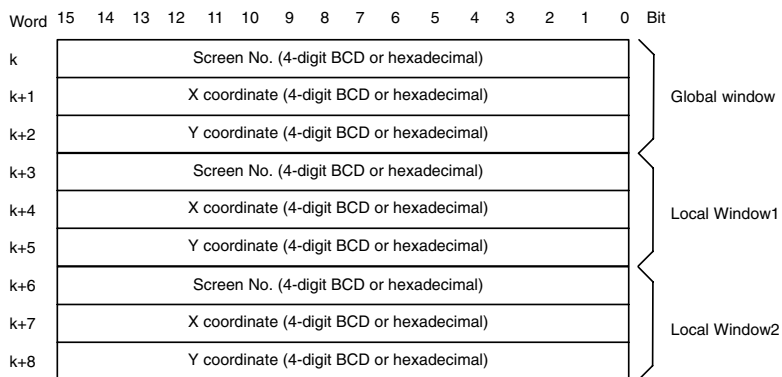 Word 15 14 13 12 11 10 9 8 7 6 5 4 3 2 1 0 Bit
k Screen No. (4-digit BCD or hexadecimal)
k+1 X coordinate (4-digit BCD or hexadecimal) Global window
k+2 Y coordinate (4-digit BCD or hexadecimal)
k+3 Screen No. (4-digit BCD or hexadecimal)
k+4 X coordinate (4-digit BCD or hexadecimal) Local Window1
k+5 Y coordinate (4-digit BCD or hexadecimal)
k+6 Screen No. (4-digit BCD or hexadecimal)
k+7 X coordinate (4-digit BCD or hexadecimal) Local Window2
k+8 Y coordinate (4-digit BCD or hexadecimal)